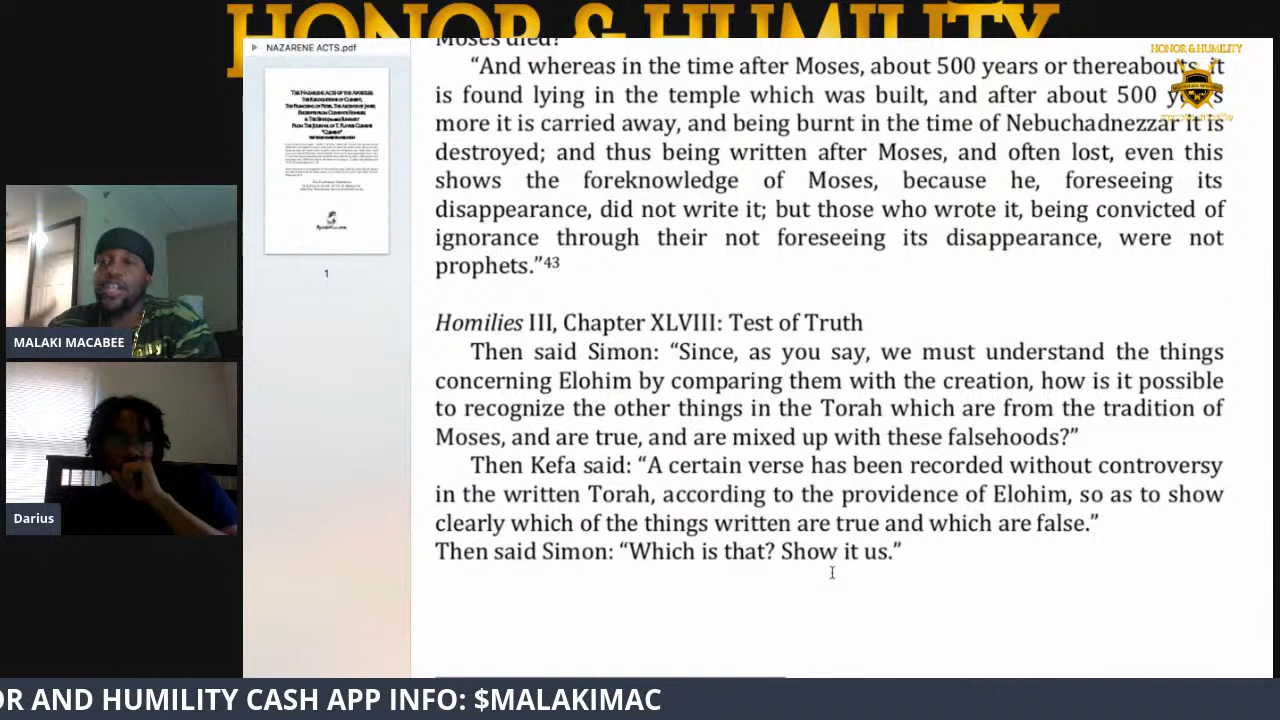 HONOR & HUMILITY
NAZARENE ACTS.pdf
HONOR & HUMILITY
Moses died?
“And whereas in the time after Moses, about 500 years or thereabouts, it
is found lying in the temple which was built, and after about 500 years
more it is carried away, and being burnt in the time of Nebuchadnezzar it is
destroyed; and thus being written after Moses, and often lost, even this
shows the foreknowledge of Moses, because he, foreseeing its
disappearance, did not write it; but those who wrote it, being convicted of
ignorance through their not foreseeing its disappearance, were not
prophets.”43
Homilies III, Chapter XLVIII: Test of Truth
Then said Simon: “Since, as you say, we must understand the things
concerning Elohim by comparing them with the creation, how is it possible
to recognize the other things in the Torah which are from the tradition of
Moses, and are true, and are mixed up with these falsehoods?”
Then Kefa said: “A certain verse has been recorded without controversy
in the written Torah, according to the providence of Elohim, so as to show
clearly which of the things written are true and which are false.”
Then said Simon: “Which is that? Show it us.”
1
MALAKI MACABEE
Darius
OR AND HUMILITY CASH APP INFO: $MALAKIMAC